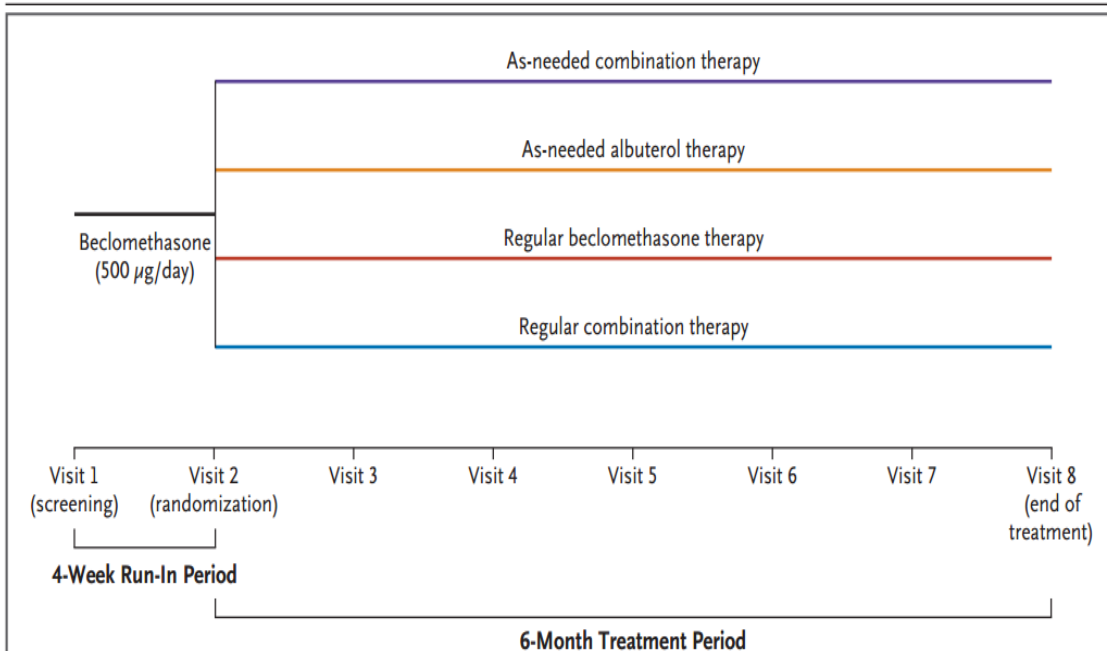 As-needed combination therapy
As-needed albuterol therapy
Beclomethasone
(500 µg/day)
Regular beclomethasone therapy
Regular combination therapy
Visit 1
(screening)
Visit 2
(randomization)
Visit 3
Visit 4
Visit 5
Visit 6
Visit 7
Visit 8
(end of
treatment)
4-Week Run-In Period
6-Month Treatment Period